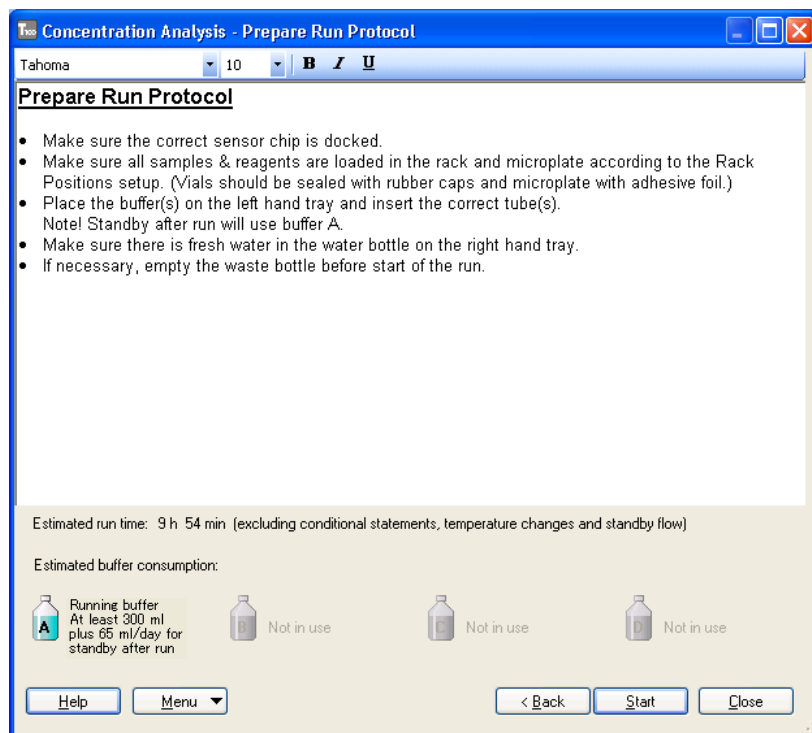 T100 Concentration Analysis - Prepare Run Protocol
Tahoma 10 B I U
Prepare Run Protocol
• Make sure the correct sensor chip is docked.
• Make sure all samples & reagents are loaded in the rack and microplate according to the Rack
Positions setup. (Vials should be sealed with rubber caps and microplate with adhesive foil.)
• Place the buffer(s) on the left hand tray and insert the correct tube(s).
Note! Standby after run will use buffer A.
• Make sure there is fresh water in the water bottle on the right hand tray.
• If necessary, empty the waste bottle before start of the run.
Estimated run time: 9 h 54 min (excluding conditional statements, temperature changes and standby flow)
Estimated buffer consumption:
A
Running buffer
At least 300 ml
plus 65 ml/day for
standby after run
B Not in use
C Not in use
D Not in use
Help Menu < Back Start Close